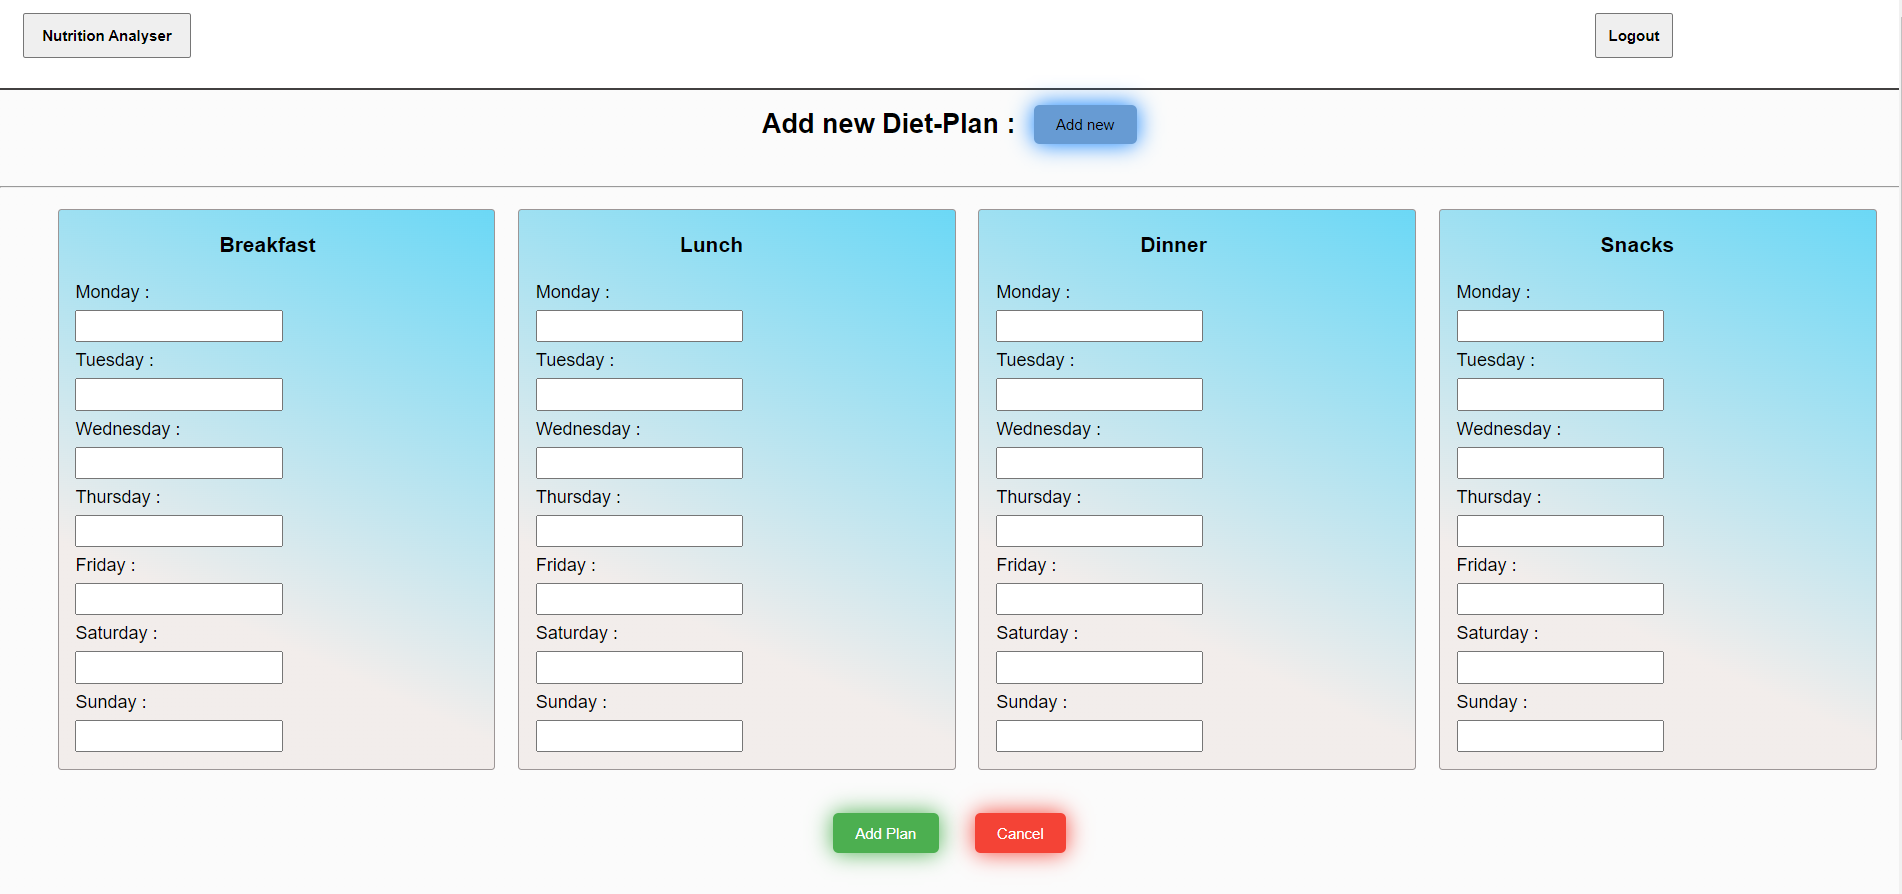 Nutrition Analyser
Logout
Add new Diet-Plan :
Add new
Breakfast
Monday :
Tuesday :
Wednesday :
Thursday :
Friday :
Saturday :
Sunday :
Lunch
Monday :
Tuesday :
Wednesday :
Thursday :
Friday :
Saturday :
Sunday :
Dinner
Monday :
Tuesday :
Wednesday :
Thursday :
Friday :
Saturday :
Sunday :
Snacks
Monday :
Tuesday :
Wednesday :
Thursday :
Friday :
Saturday :
Sunday :
Add Plan
Cancel